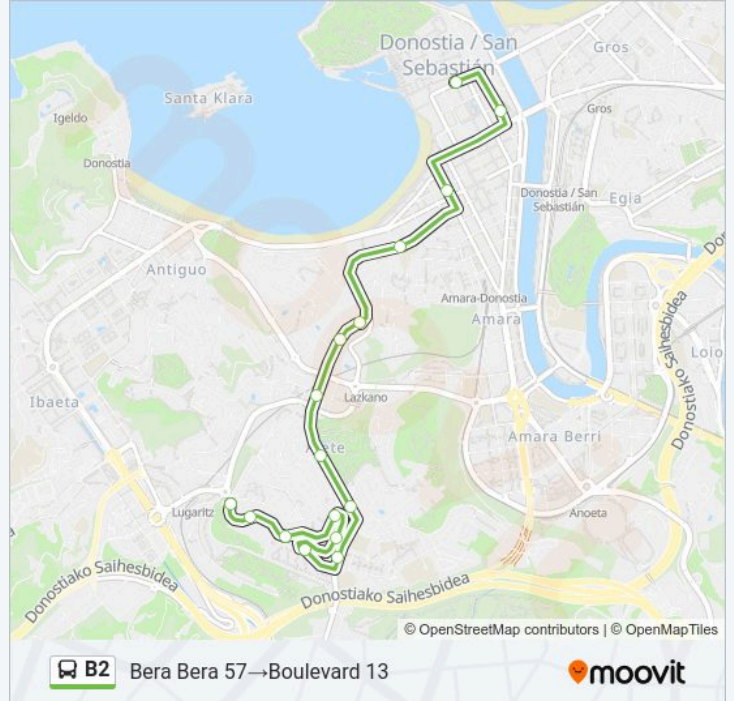 Donostia / San
Sebastián
Gros
Santa Klara
Igeldo
Gros
Donostia
Donostia / San
Sebastián
Egia
Antiguo
Amara-Donostia
Amara
Donostiako Saihesbidea
Loio
Ibaeta
Lazkano
Amara Berri
Lugaritz
Anoeta
Donostiako Saihesbidea
Donostiako Saihesbidea
© OpenStreetMap contributors | © OpenMapTiles
B2
Bera Bera 57→Boulevard 13
moovit